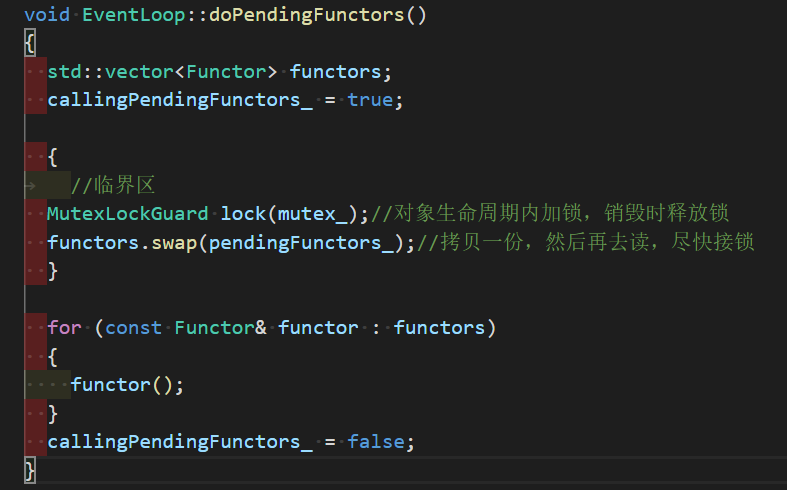 void EventLoop::doPendingFunctors()
{
  std::vector<Functor> functors;
  callingPendingFunctors_ = true;

  {
    //临界区
  MutexLockGuard lock(mutex_);//对象生命周期内加锁，销毁时释放锁
  functors.swap(pendingFunctors_);//拷贝一份，然后再去读，尽快接锁
  }

  for (const Functor& functor : functors)
  {
    functor();
  }
  callingPendingFunctors_ = false;
}